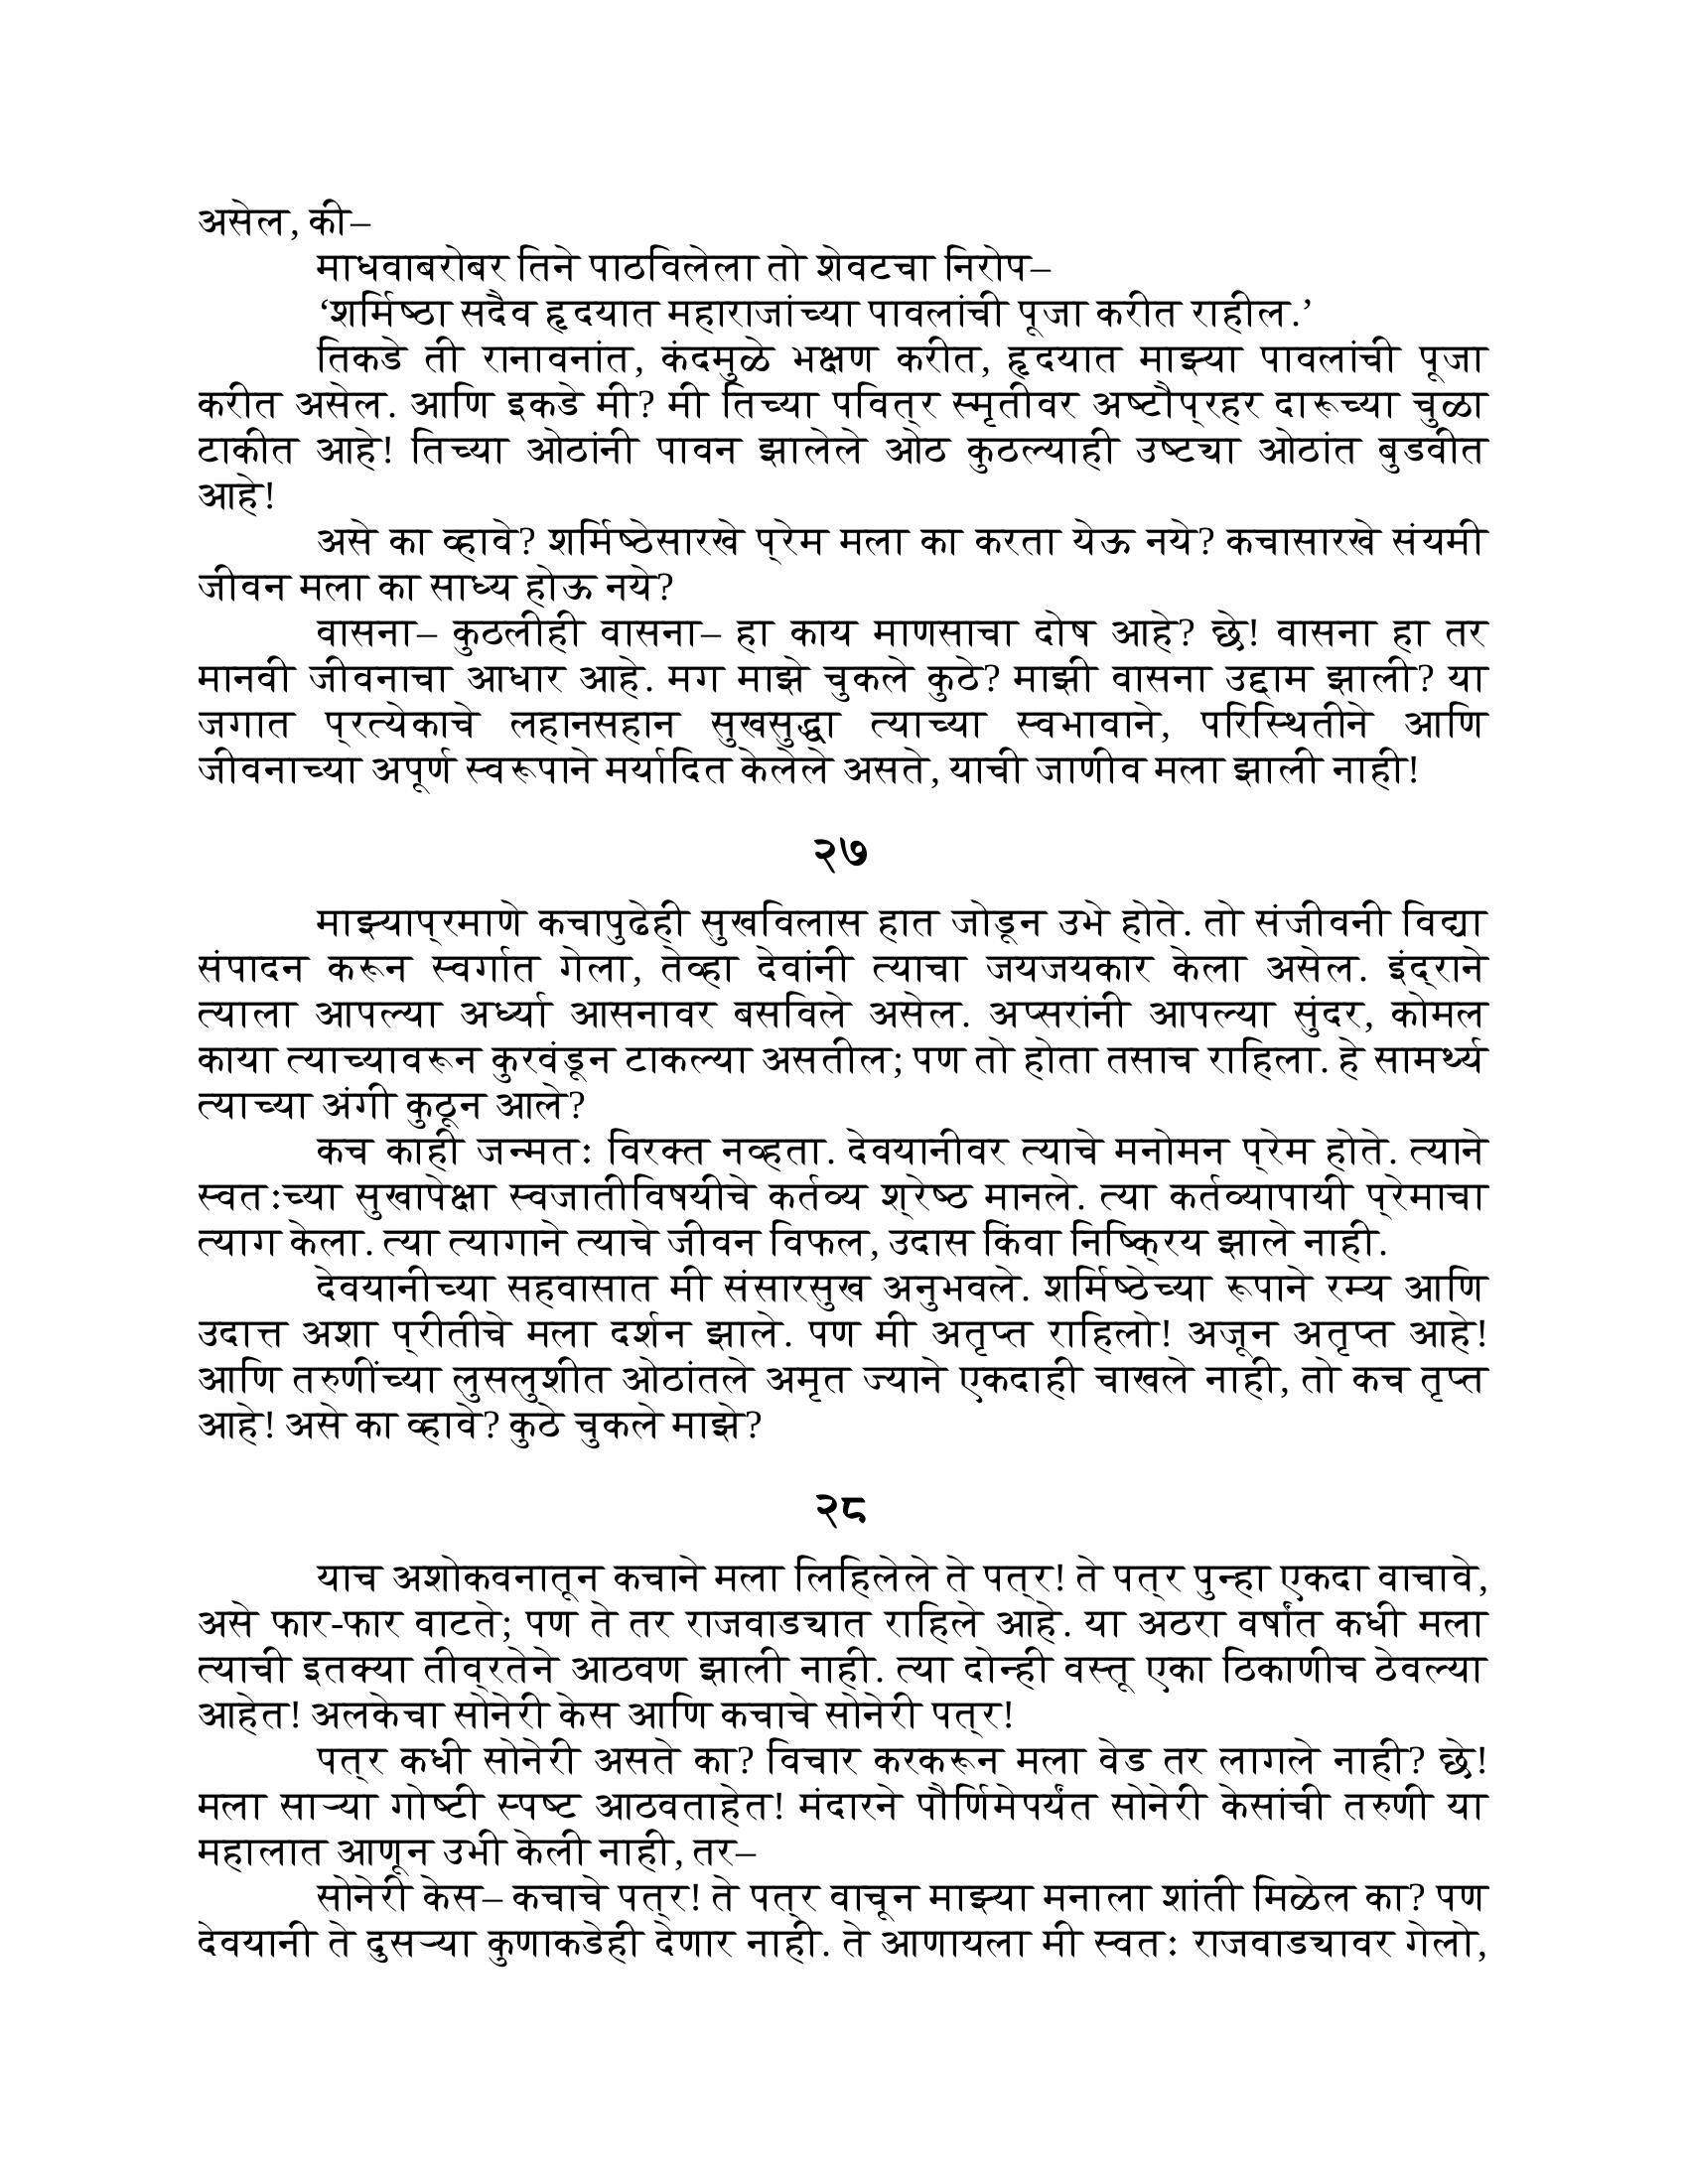 असेल, की–
माधवाबरोबर तिने पाठविलेला तो शेवटचा निरोप–
‘शर्मिष्ठा सदैव हृदयात महाराजांच्या पावलांची पूजा करीत राहील.’
तिकडे ती रानावनांत, कंदमुळे भक्षण करीत, हृदयात माझ्या पावलांची पूजा
करीत असेल. आणि इकडे मी? मी तिच्या पवित्र स्मृतीवर अष्टौप्रहर दारूच्या चुळा
टाकीत आहे! तिच्या ओठांनी पावन झालेले ओठ कुठल्याही उष्ट्या ओठांत बुडवीत
आहे!
असे का व्हावे? शर्मिष्ठेसारखे प्रेम मला का करता येऊ नये? कचासारखे संयमी
जीवन मला का साध्य होऊ नये?
वासना– कुठलीही वासना– हा काय माणसाचा दोष आहे? छे! वासना हा तर
मानवी जीवनाचा आधार आहे. मग माझे चुकले कुठे? माझी वासना उद्दाम झाली? या
जगात प्रत्येकाचे लहानसहान सुखसुद्धा त्याच्या स्वभावाने, परिस्थितीने आणि
जीवनाच्या अपूर्ण स्वरूपाने मर्यादित केलेले असते, याची जाणीव मला झाली नाही!
२७
माझ्याप्रमाणे कचापुढेही सुखविलास हात जोडून उभे होते. तो संजीवनी विद्या
संपादन करून स्वर्गात गेला, तेव्हा देवांनी त्याचा जयजयकार केला असेल. इंद्राने
त्याला आपल्या अर्ध्या आसनावर बसविले असेल. अप्सरांनी आपल्या सुंदर, कोमल
काया त्याच्यावरून कुरवंडून टाकल्या असतील; पण तो होता तसाच राहिला. हे सामर्थ्य
त्याच्या अंगी कुठून आले?
कच काही जन्मतः विरक्त नव्हता. देवयानीवर त्याचे मनोमन प्रेम होते. त्याने
स्वतःच्या सुखापेक्षा स्वजातीविषयीचे कर्तव्य श्रेष्ठ मानले. त्या कर्तव्यापायी प्रेमाचा
त्याग केला. त्या त्यागाने त्याचे जीवन विफल, उदास किंवा निष्क्रिय झाले नाही.
देवयानीच्या सहवासात मी संसारसुख अनुभवले. शर्मिष्ठेच्या रूपाने रम्य आणि
उदात्त अशा प्रीतीचे मला दर्शन झाले. पण मी अतृप्त राहिलो! अजून अतृप्त आहे!
आणि तरुणींच्या लुसलुशीत ओठांतले अमृत ज्याने एकदाही चाखले नाही, तो कच तृप्त
आहे! असे का व्हावे? कुठे चुकले माझे?
२८
याच अशोकवनातून कचाने मला लिहिलेले ते पत्र! ते पत्र पुन्हा एकदा वाचावे,
असे फार-फार वाटते; पण ते तर राजवाड्यात राहिले आहे. या अठरा वर्षांत कधी मला
त्याची इतक्या तीव्रतेने आठवण झाली नाही. त्या दोन्ही वस्तू एका ठिकाणीच ठेवल्या
आहेत! अलकेचा सोनेरी केस आणि कचाचे सोनेरी पत्र!
पत्र कधी सोनेरी असते का? विचार करकरून मला वेड तर लागले नाही? छे!
मला साऱ्या गोष्टी स्पष्ट आठवताहेत! मंदारने पौर्णिमेपर्यंत सोनेरी केसांची तरुणी या
महालात आणून उभी केली नाही, तर–
सोनेरी केस– कचाचे पत्र! ते पत्र वाचून माझ्या मनाला शांती मिळेल का? पण
देवयानी ते दुसऱ्या कुणाकडेही देणार नाही. ते आणायला मी स्वतः राजवाड्यावर गेलो,